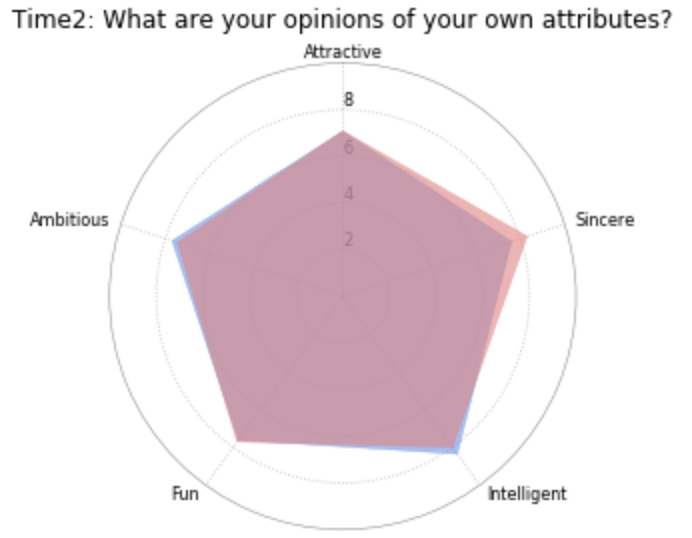 Time2: What are your opinions of your own attributes?
Attractive
8
6
4
2
Ambitious
Sincere
Fun
Intelligent